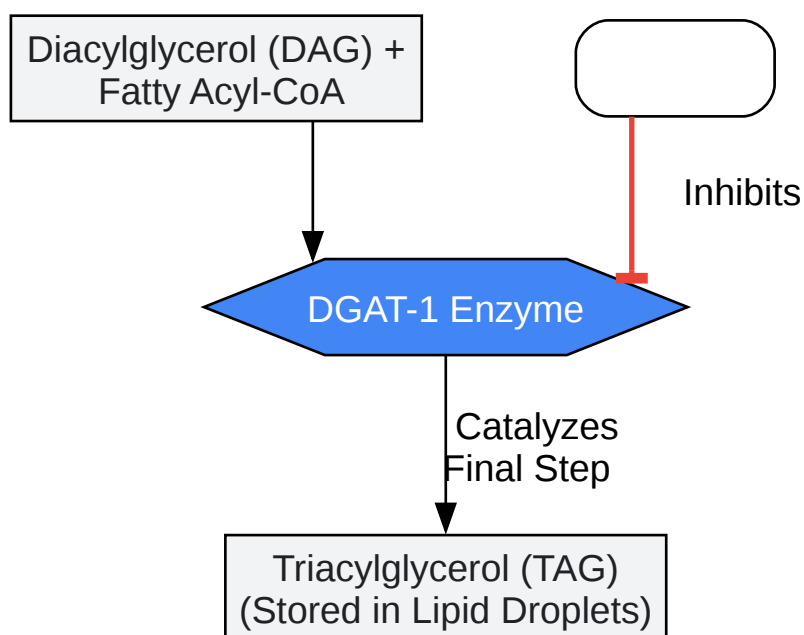 Diacylglycerol (DAG) +
Fatty Acyl-CoA
Inhibits
DGAT-1 Enzyme
Catalyzes
Final Step
Triacylglycerol (TAG)
(Stored in Lipid Droplets)